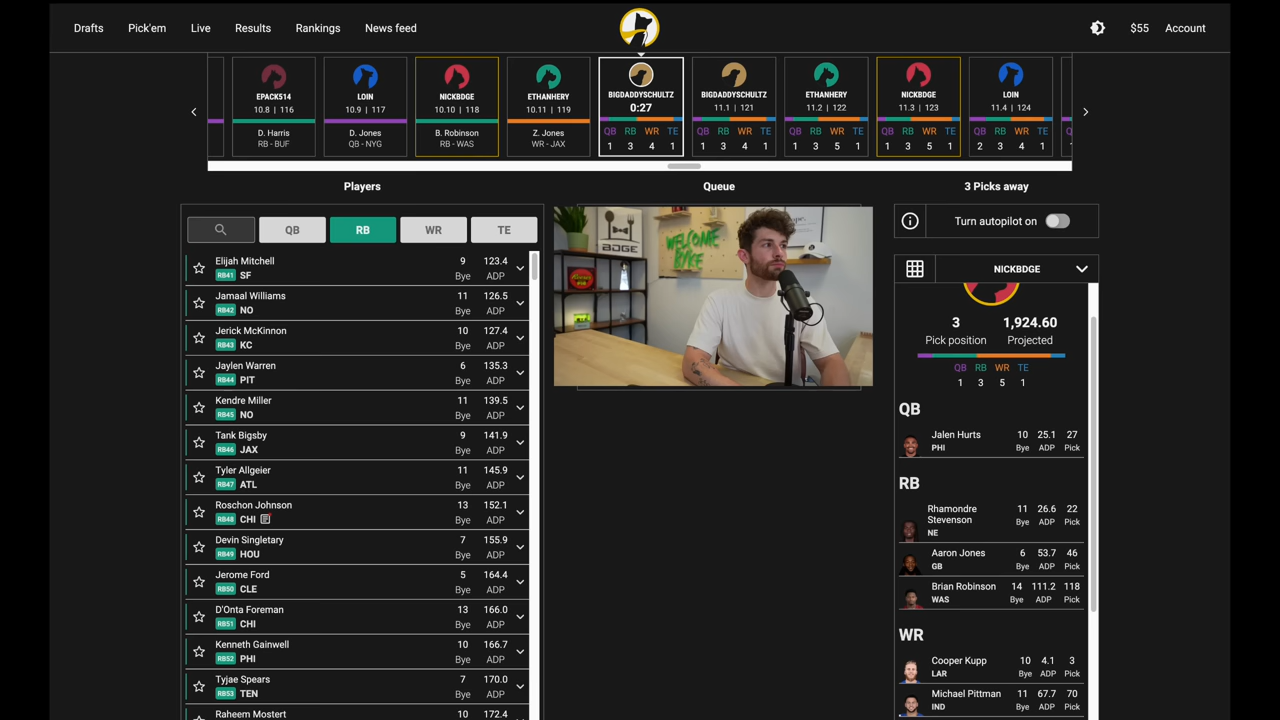 Drafts Pick'em Live Results Rankings News feed $55 Account
EPACKS14
10.8 | 116
D. Harris
RB - BUF
LOIN
10.9 | 117
D. Jones
QB - NYG
NICKBDGE
10.10 | 118
B. Robinson
RB - WAS
ETHANHERY
10.11 | 119
Z. Jones
WR - JAX
BIGDADDYSCHULTZ
0:27
QB RB WR TE
1 3 4 1
BIGDADDYSCHULTZ
11.1 | 121
QB RB WR TE
1 3 4 1
ETHANHERY
11.2 | 122
QB RB WR TE
1 3 5 1
NICKBDGE
11.3 | 123
QB RB WR TE
1 3 5 1
LOIN
11.4 | 124
QB RB WR TE
2 3 4 1
Players
QB RB WR TE
Elijah Mitchell 9 123.4
RB41 SF Bye ADP
Jamaal Williams 11 126.5
RB42 NO Bye ADP
Jerick McKinnon 10 127.4
RB43 KC Bye ADP
Jaylen Warren 6 135.3
RB44 PIT Bye ADP
Kendre Miller 11 139.5
RB45 NO Bye ADP
Tank Bigsby 9 141.9
RB46 JAX Bye ADP
Tyler Allgeier 11 145.9
RB47 ATL Bye ADP
Roschon Johnson 13 152.1
RB48 CHI Bye ADP
Devin Singletary 7 155.9
RB49 HOU Bye ADP
Jerome Ford 5 164.4
RB50 CLE Bye ADP
D'Onta Foreman 13 166.0
RB51 CHI Bye ADP
Kenneth Gainwell 10 166.7
RB52 PHI Bye ADP
Tyjae Spears 7 170.0
RB53 TEN Bye ADP
Raheem Mostert 10 172.4
Queue
BDGE
WELCOME
3 Picks away
Turn autopilot on
NICKBDGE
3 1,924.60
Pick position Projected
QB RB WR TE
1 3 5 1
QB
Jalen Hurts 10 25.1 27
PHI Bye ADP Pick
RB
Rhamondre
Stevenson 11 26.6 22
NE Bye ADP Pick
Aaron Jones 6 53.7 46
GB Bye ADP Pick
Brian Robinson 14 111.2 118
WAS Bye ADP Pick
WR
Cooper Kupp 10 4.1 3
LAR Bye ADP Pick
Michael Pittman 11 67.7 70
IND Bye ADP Pick